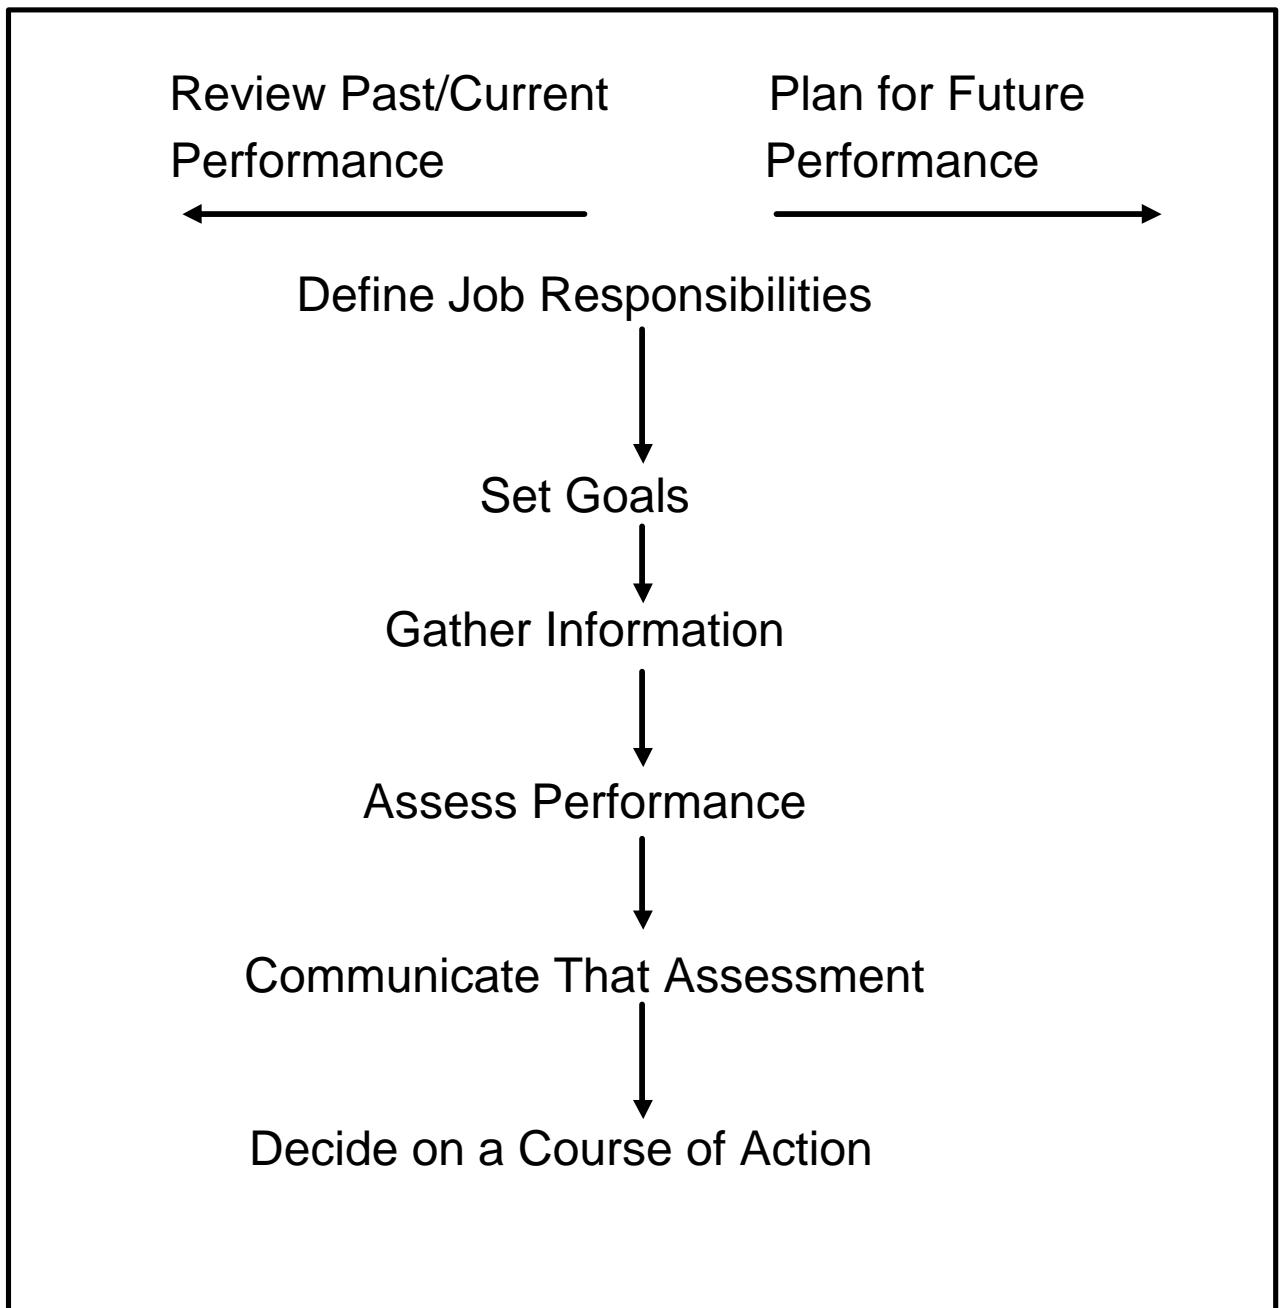 Review Past/Current
Performance
Plan for Future
Performance
Define Job Responsibilities
Set Goals
Gather Information
Assess Performance
Communicate That Assessment
Decide on a Course of Action